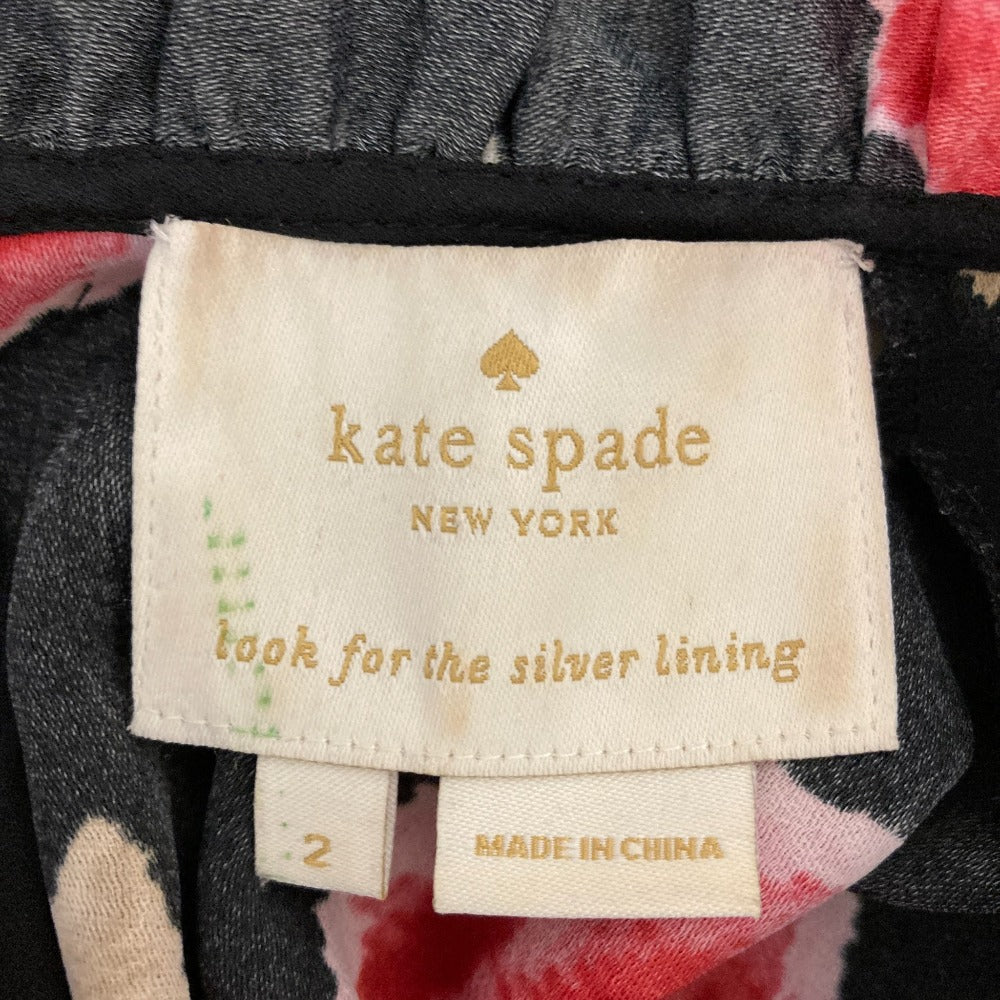 kate spade
NEW YORK
look for the silver lining
2
MADE IN CHINA